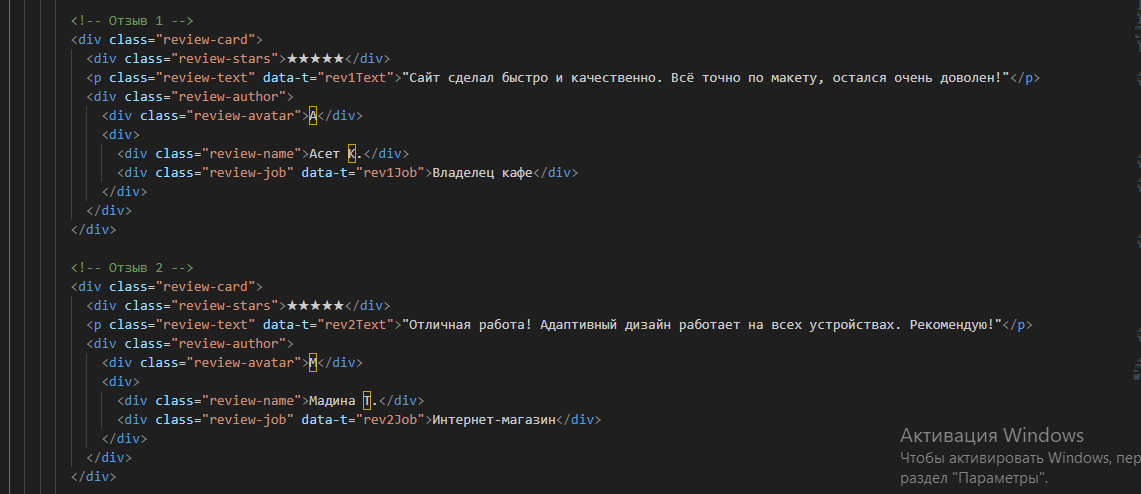 <!-- Отзыв 1 -->
<div class="review-card">
<div class="review-stars">★★★★★</div>
<p class="review-text" data-t="rev1Text">"Сайт сделал быстро и качественно. Всё точно по макету, остался очень доволен!"</p>
<div class="review-author">
<div class="review-avatar">А</div>
<div>
<div class="review-name">Асет К.</div>
<div class="review-job" data-t="rev1Job">Владелец кафе</div>
</div>
</div>
</div>
<!-- Отзыв 2 -->
<div class="review-card">
<div class="review-stars">★★★★★</div>
<p class="review-text" data-t="rev2Text">"Отличная работа! Адаптивный дизайн работает на всех устройствах. Рекомендую!"</p>
<div class="review-author">
<div class="review-avatar">М</div>
<div>
<div class="review-name">Мадина Т.</div>
<div class="review-job" data-t="rev2Job">Интернет-магазин</div>
</div>
</div>
</div>
Активация Windows
Чтобы активировать Windows, пер
раздел "Параметры".